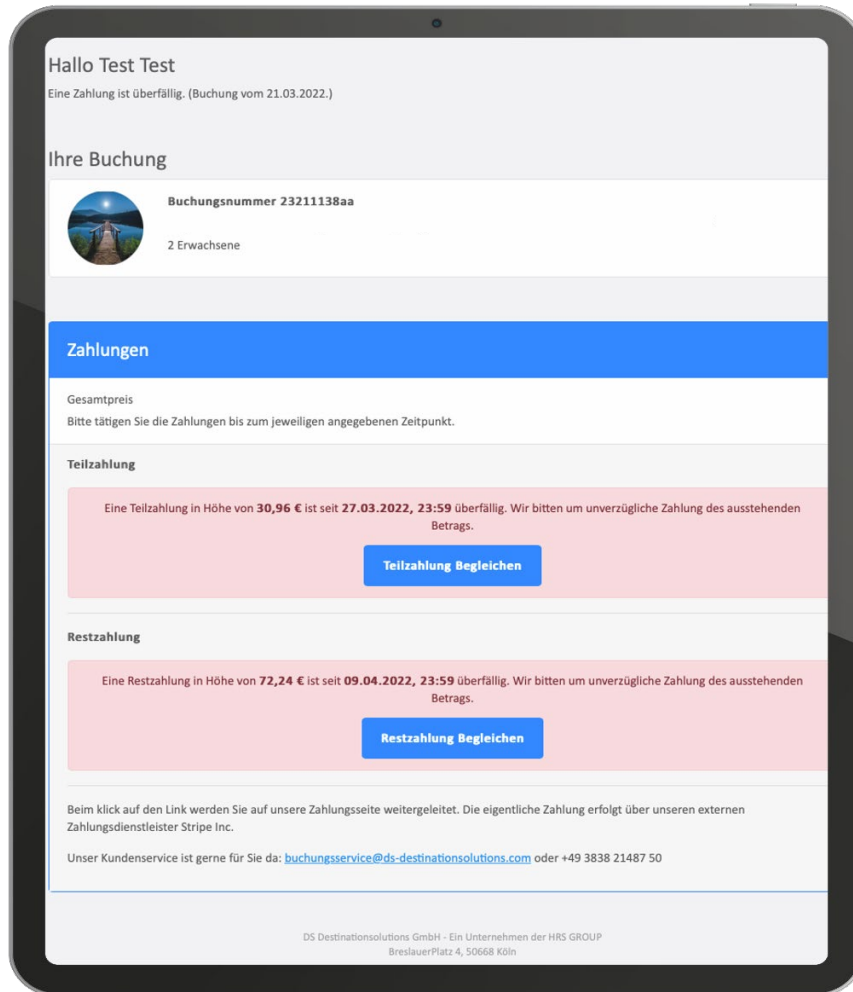 Hallo Test Test
Eine Zahlung ist überfällig. (Buchung vom 21.03.2022.)
Ihre Buchung
Buchungsnummer 23211138aa
2 Erwachsene
Zahlungen
Gesamtpreis
Bitte tätigen Sie die Zahlungen bis zum jeweiligen angegebenen Zeitpunkt.
Teilzahlung
Eine Teilzahlung in Höhe von 30,96 € ist seit 27.03.2022, 23:59 überfällig. Wir bitten um unverzügliche Zahlung des ausstehenden
Betrags.
Teilzahlung Begleichen
Restzahlung
Eine Restzahlung in Höhe von 72,24 € ist seit 09.04.2022, 23:59 überfällig. Wir bitten um unverzügliche Zahlung des ausstehenden
Betrags.
Restzahlung Begleichen
Beim klick auf den Link werden Sie auf unsere Zahlungsseite weitergeleitet. Die eigentliche Zahlung erfolgt über unseren externen
Zahlungsdienstleister Stripe Inc.
Unser Kundenservice ist gerne für Sie da: buchungsservice@ds-destinationsolutions.com oder +49 3838 21487 50
DS Destinationsolutions GmbH - Ein Unternehmen der HRS GROUP
BreslauerPlatz 4, 50668 Köln